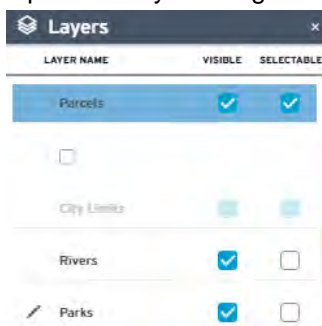 Layers ×
LAYER NAME VISIBLE SELECTABLE
Parcels
City Limits
Rivers
Parks